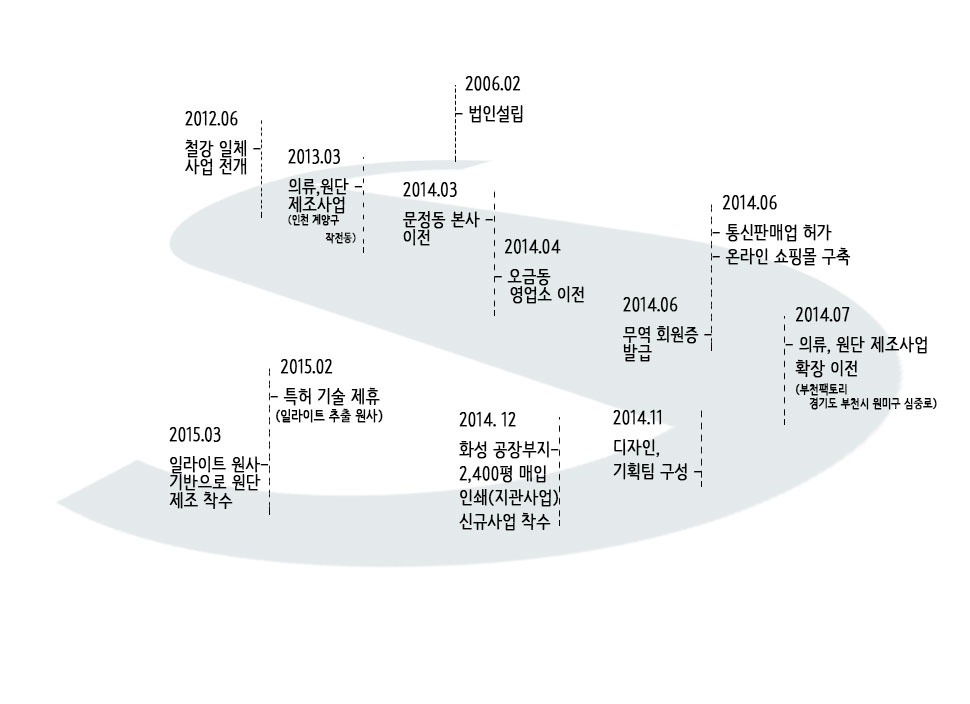 2006.02
법인설립
2012.06
철강 일체
사업 전개
2013.03
의류,원단
제조사업
(인천 계양구
작전동)
2014.03
문정동 본사
이전
2014.04
오금동
영업소 이전
2014.06
무역 회원증
발급
2014.06
통신판매업 허가
온라인 쇼핑몰 구축
2014.07
의류, 원단 제조사업
확장 이전
(부천팩토리
경기도 부천시 원미구 심중로)
2014.11
디자인,
기획팀 구성
2014. 12
화성 공장부지
2,400평 매입
인쇄(지관사업)
신규사업 착수
2015.02
특허 기술 제휴
(일라이트 추출 원사)
2015.03
일라이트 원사
기반으로 원단
제조 착수